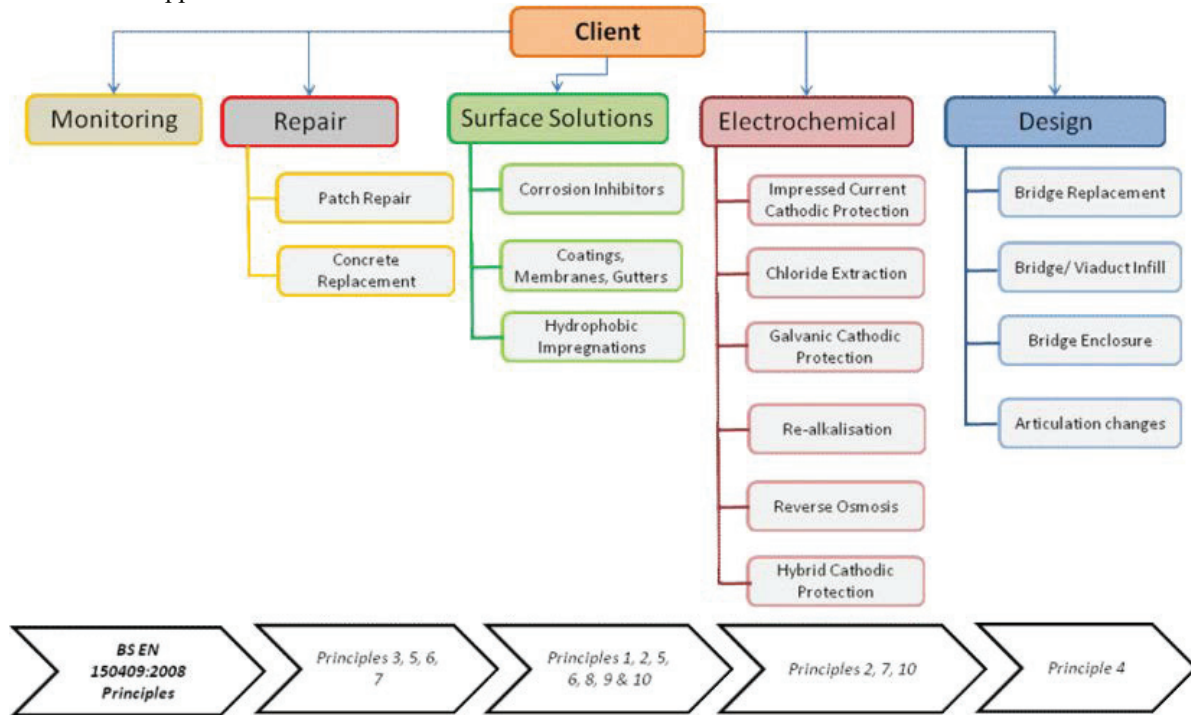 Client
Monitoring
Repair
Surface Solutions
Electrochemical
Design
Patch Repair
Concrete
Replacement
Corrosion Inhibitors
Coatings,
Membranes, Gutters
Hydrophobic
Impregnations
Impressed Current
Cathodic Protection
Chloride Extraction
Galvanic Cathodic
Protection
Re-alkalisation
Reverse Osmosis
Hybrid Cathodic
Protection
Bridge Replacement
Bridge/ Viaduct Infill
Bridge Enclosure
Articulation changes
BS EN
150409:2008
Principles
Principles 3, 5, 6,
7
Principles 1, 2, 5,
6, 8, 9 & 10
Principles 2, 7, 10
Principle 4